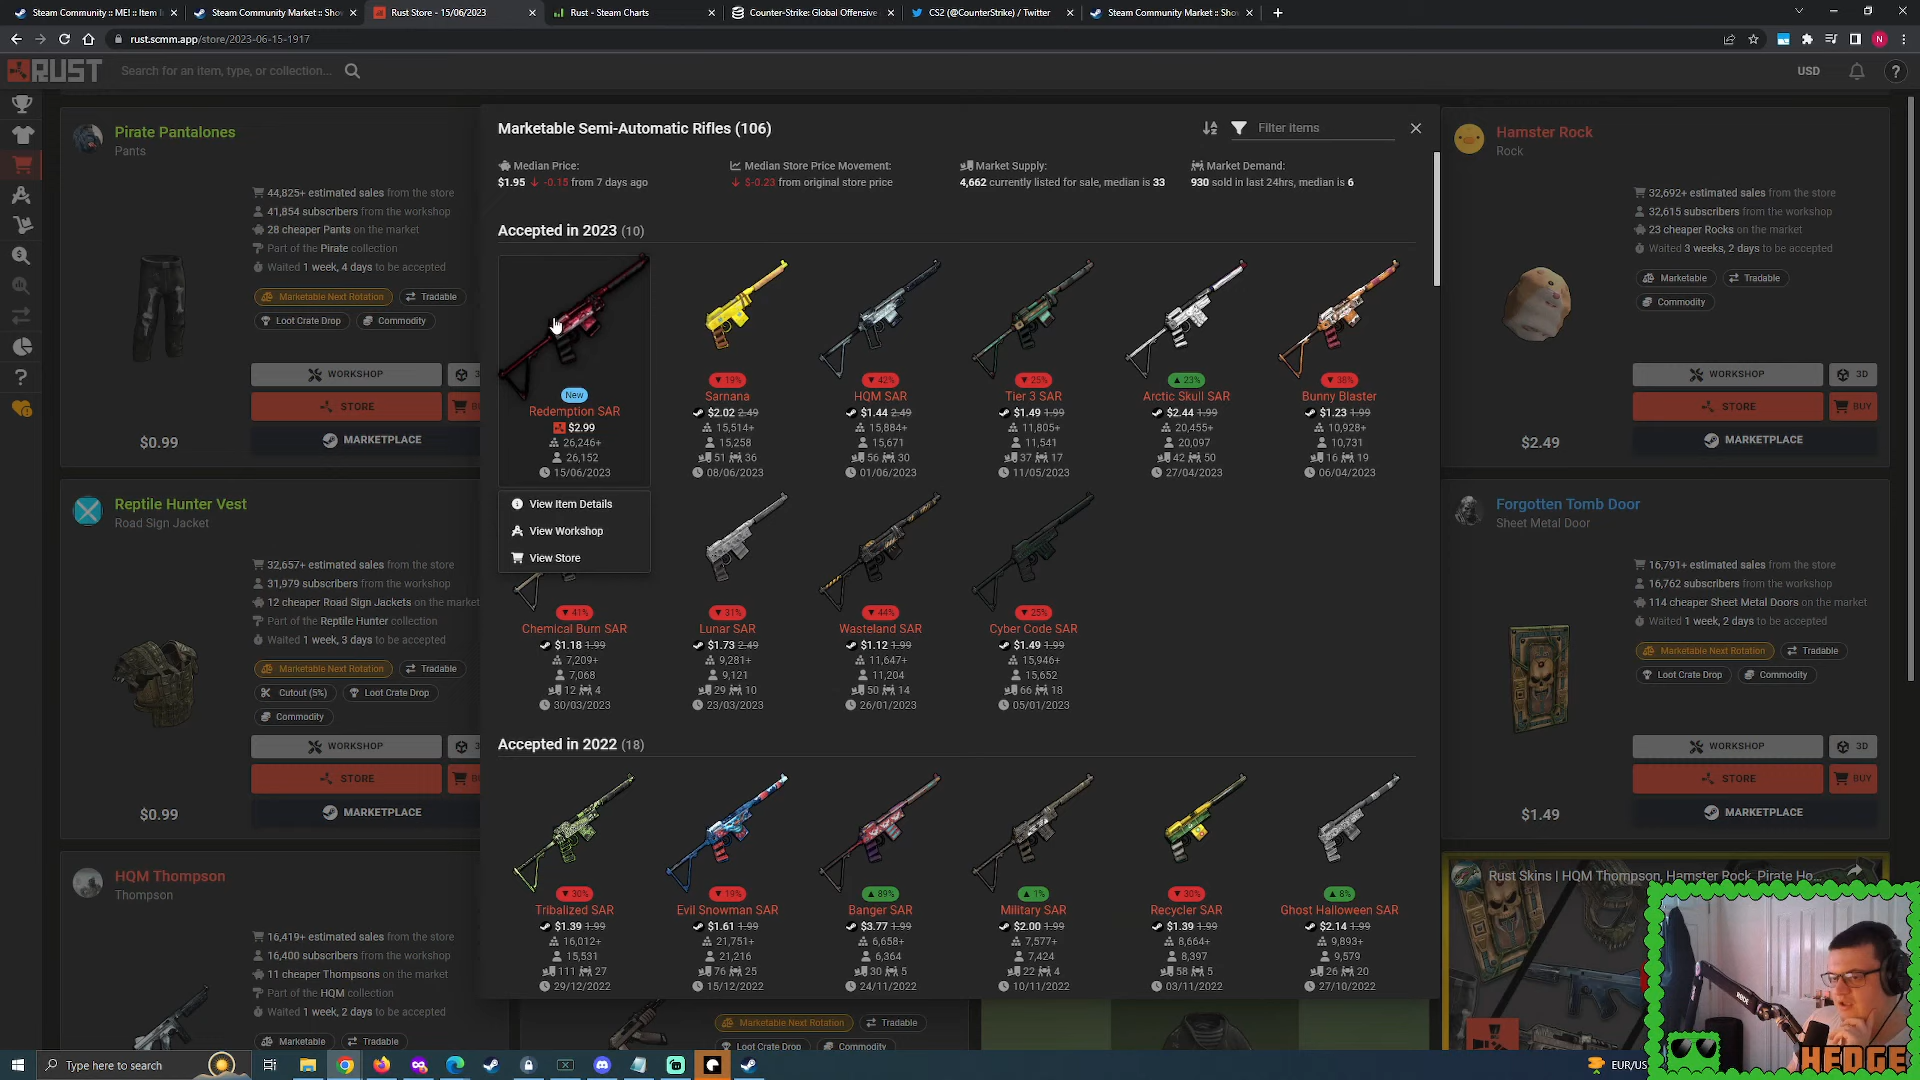 Steam Community :: ME! :: Item I
Steam Community Market :: Show
Rust Store - 15/06/2023
Rust - Steam Charts
Counter-Strike: Global Offensive
CS2 (@CounterStrike) / Twitter
Steam Community Market :: Show
rust.scmm.app/store/2023-06-15-1917
N
RUST
Search for an item, type, or collection...
USD
Pirate Pantalones
Pants
44,825+ estimated sales from the store
41,854 subscribers from the workshop
28 cheaper Pants on the market
Part of the Pirate collection
Waited 1 week, 4 days to be accepted
Marketable Next Rotation
Tradable
Loot Crate Drop
Commodity
WORKSHOP
STORE
$0.99
MARKETPLACE
Reptile Hunter Vest
Road Sign Jacket
32,657+ estimated sales from the store
31,979 subscribers from the workshop
12 cheaper Road Sign Jackets on the market
Part of the Reptile Hunter collection
Waited 1 week, 3 days to be accepted
Marketable Next Rotation
Tradable
Cutout (5%)
Loot Crate Drop
Commodity
WORKSHOP
STORE
$0.99
MARKETPLACE
HQM Thompson
Thompson
16,419+ estimated sales from the store
16,400 subscribers from the workshop
11 cheaper Thompsons on the market
Part of the HQM collection
Waited 1 week, 2 days to be accepted
Marketable
Tradable
Marketable Semi-Automatic Rifles (106)
Filter items
Median Price:
$1.95 -0.15 from 7 days ago
Median Store Price Movement:
$-0.23 from original store price
Market Supply:
4,662 currently listed for sale, median is 33
Market Demand:
930 sold in last 24hrs, median is 6
Accepted in 2023 (10)
New
Redemption SAR
$2.99
26,246+
26,152
15/06/2023
View Item Details
View Workshop
View Store
19%
Sarnana
$2.02 2.49
15,514+
15,258
51 36
08/06/2023
42%
HQM SAR
$1.44 2.49
15,884+
15,671
56 30
01/06/2023
25%
Tier 3 SAR
$1.49 1.99
11,805+
11,541
37 17
11/05/2023
23%
Arctic Skull SAR
$2.44 1.99
20,455+
20,097
42 50
27/04/2023
38%
Bunny Blaster
$1.23 1.99
10,928+
10,731
16 19
06/04/2023
41%
Chemical Burn SAR
$1.18 1.99
7,209+
7,068
12 4
30/03/2023
31%
Lunar SAR
$1.73 2.49
9,281+
9,121
29 10
23/03/2023
44%
Wasteland SAR
$1.12 1.99
11,647+
11,204
50 14
26/01/2023
25%
Cyber Code SAR
$1.49 1.99
15,946+
15,652
66 18
05/01/2023
Accepted in 2022 (18)
30%
Tribalized SAR
$1.39 1.99
16,012+
15,531
111 27
29/12/2022
19%
Evil Snowman SAR
$1.61 1.99
21,751+
21,216
76 25
15/12/2022
89%
Banger SAR
$3.77 1.99
6,658+
6,364
30 5
24/11/2022
1%
Military SAR
$2.00 1.99
7,577+
7,424
22 4
10/11/2022
30%
Recycler SAR
$1.39 1.99
8,664+
8,397
58 5
03/11/2022
8%
Ghost Halloween SAR
$2.14 1.99
9,893+
9,579
26 20
27/10/2022
Marketable Next Rotation
Tradable
Loot Crate Drop
Commodity
Hamster Rock
Rock
32,692+ estimated sales from the store
32,615 subscribers from the workshop
23 cheaper Rocks on the market
Waited 3 weeks, 2 days to be accepted
Marketable
Tradable
Commodity
WORKSHOP
3D
STORE
BUY
$2.49
MARKETPLACE
Forgotten Tomb Door
Sheet Metal Door
16,791+ estimated sales from the store
16,762 subscribers from the workshop
114 cheaper Sheet Metal Doors on the market
Waited 1 week, 2 days to be accepted
Marketable Next Rotation
Tradable
Loot Crate Drop
Commodity
WORKSHOP
3D
STORE
BUY
$1.49
MARKETPLACE
Rust Skins | HQM Thompson, Hamster Rock, Pirate Ho...
RODE
HEDGE
Type here to search
EUR/US